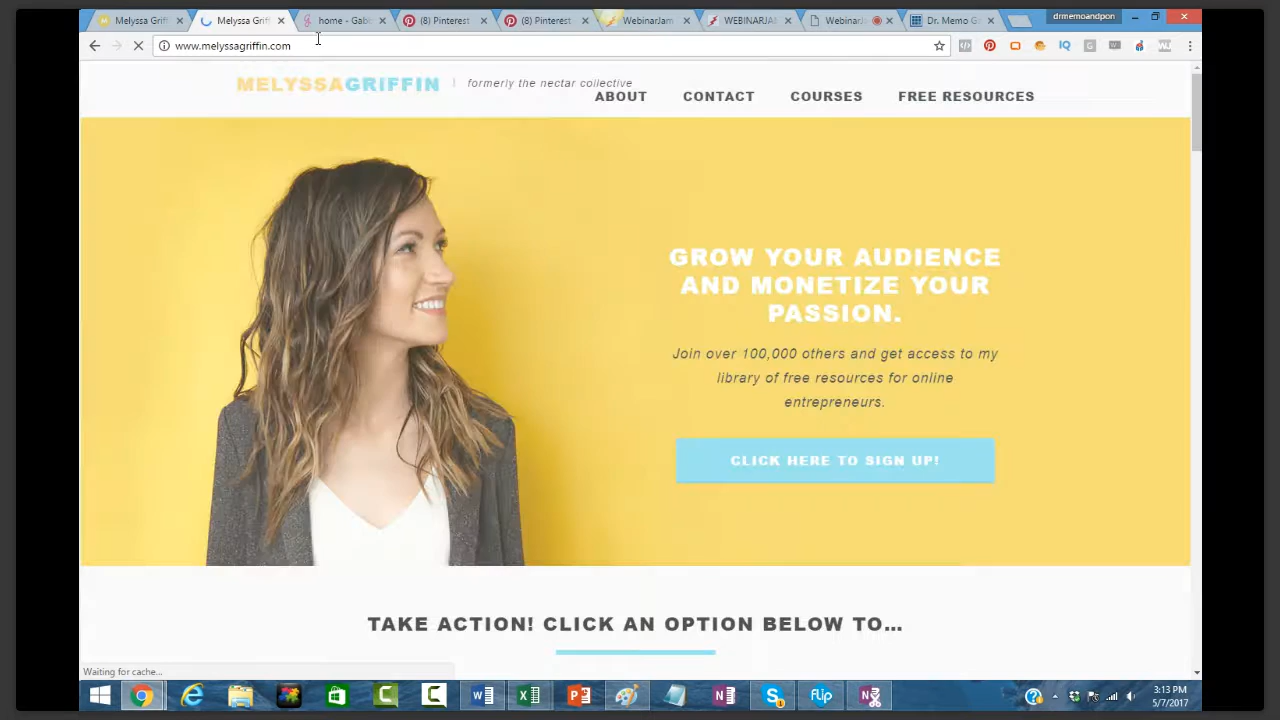 Melyssa Griff
Melyssa Grif
home - Gab
(8) Pinterest
(8) Pinterest
WebinarJam
WEBINARJA
Webinar
Dr. Memo G
drmemoandpon
www.melyssagriffin.com
MELYSSAGRIFFIN
formerly the nectar collective
ABOUT
CONTACT
COURSES
FREE RESOURCES
GROW YOUR AUDIENCE
AND MONETIZE YOUR
PASSION.
Join over 100,000 others and get access to my
library of free resources for online
entrepreneurs.
CLICK HERE TO SIGN UP!
TAKE ACTION! CLICK AN OPTION BELOW TO...
Waiting for cache...
3:13 PM
5/7/2017